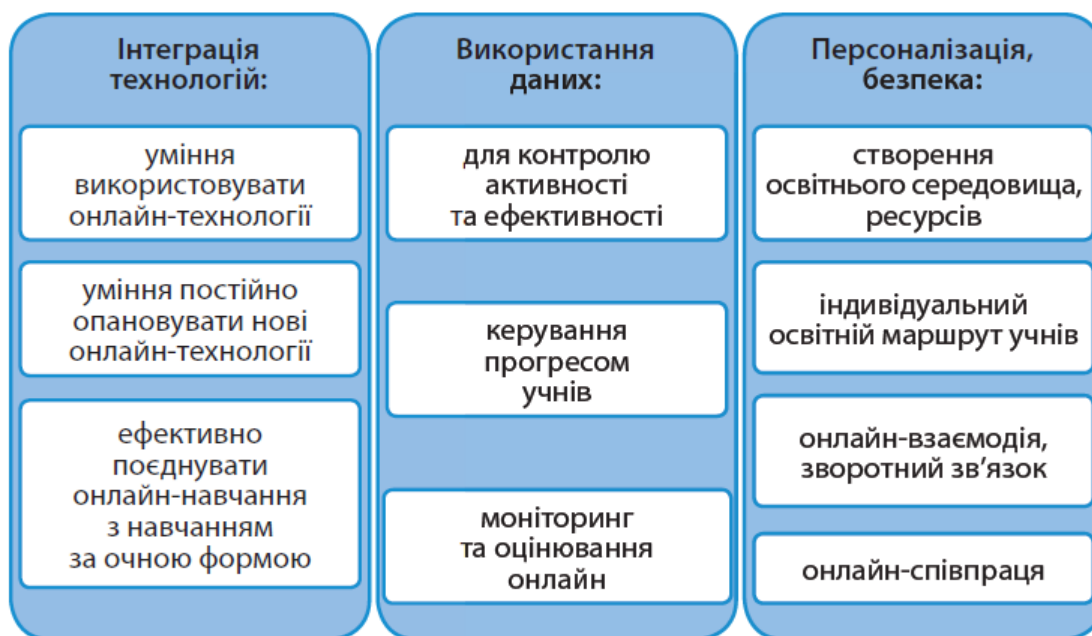 Інтеграція
технологій:
уміння
використовувати
онлайн-технології
уміння постійно
опановувати нові
онлайн-технології
ефективно
поєднувати
онлайн-навчання
з навчанням
за очною формою
Використання
даних:
для контролю
активності
та ефективності
керування
прогресом
учнів
моніторинг
та оцінювання
онлайн
Персоналізація,
безпека:
створення
освітнього середовища,
ресурсів
індивідуальний
освітній маршрут учнів
онлайн-взаємодія,
зворотний зв’язок
онлайн-співпраця